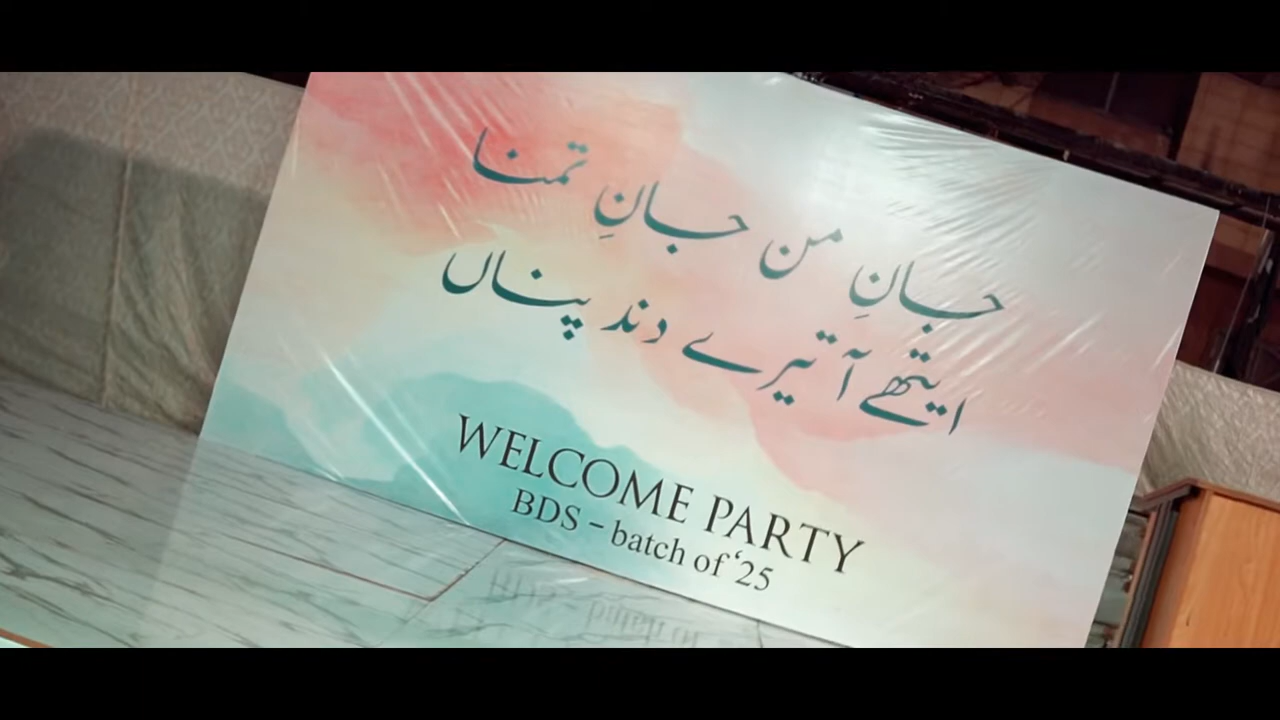 جانِ من جانِ تمنا
ایتھے آ تیرے دند پناں
WELCOME PARTY
BDS - batch of '25